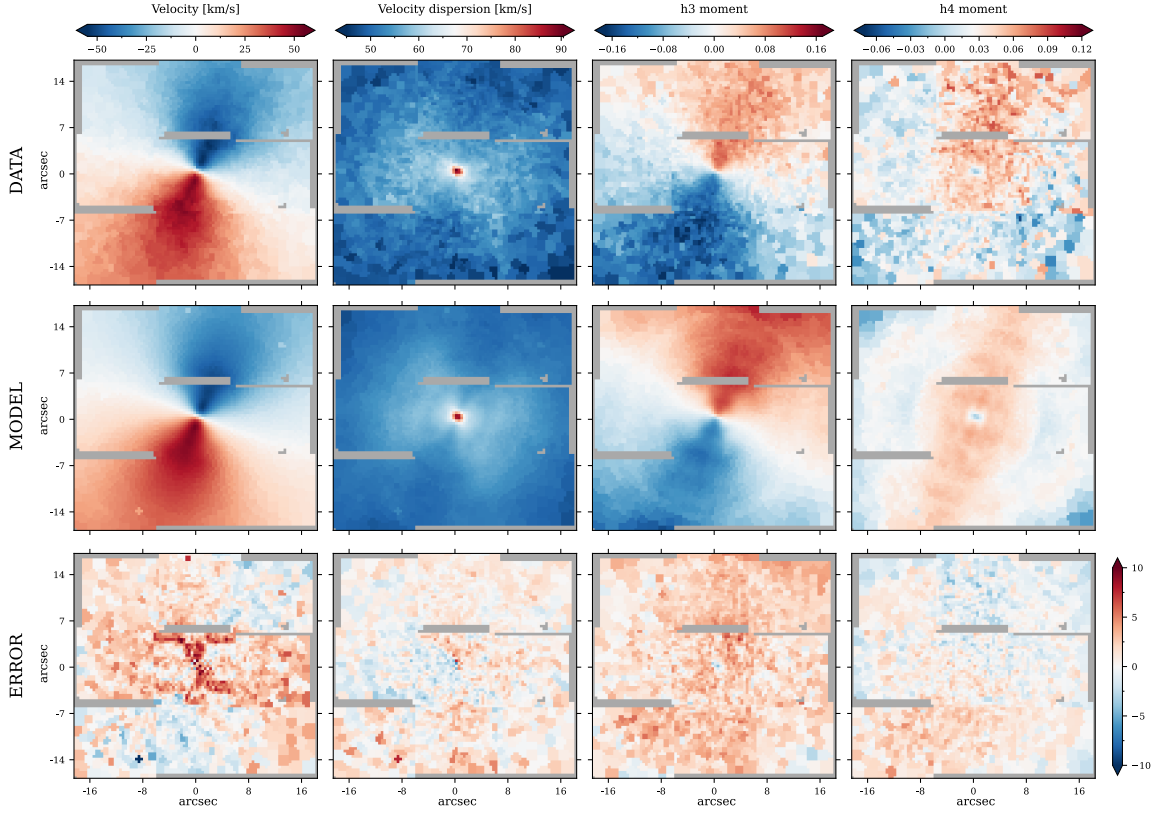 Velocity [km/s] Velocity dispersion [km/s] h3 moment h4 moment
−50 −25 0 25 50 50 60 70 80 90 −0.16 −0.08 0.00 0.08 0.16 −0.06 −0.03 0.00 0.03 0.06 0.09 0.12
DATA
arcsec
14
7
0
-7
-14
MODEL
arcsec
14
7
0
-7
-14
ERROR
arcsec
14
7
0
-7
-14
10
5
0
−5
−10
-16 -8 0 8 16 -16 -8 0 8 16 -16 -8 0 8 16 -16 -8 0 8 16
arcsec arcsec arcsec arcsec